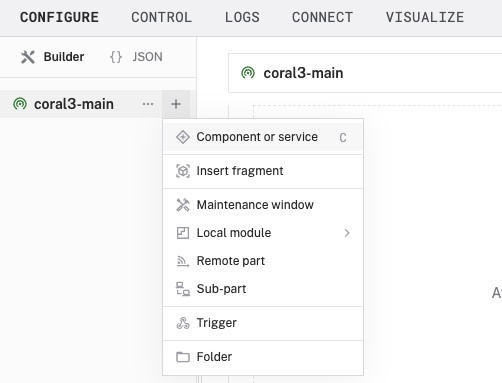 CONFIGURE CONTROL LOGS CONNECT VISUALIZE
Builder {} JSON
coral3-main ... +
coral3-main
Component or service C
Insert fragment
Maintenance window
Local module
Remote part
Sub-part
Trigger
Folder